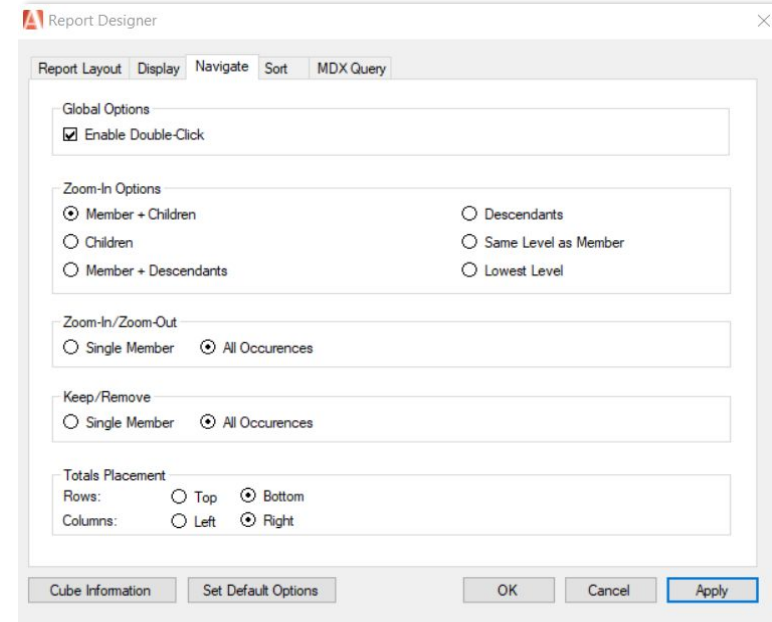 Report Designer
Report Layout Display Navigate Sort MDX Query
Global Options
Enable Double-Click
Zoom-In Options
Member + Children Descendants
Children Same Level as Member
Member + Descendants Lowest Level
Zoom-In/Zoom-Out
Single Member All Occurences
Keep/Remove
Single Member All Occurences
Totals Placement
Rows: Top Bottom
Columns: Left Right
Cube Information Set Default Options OK Cancel Apply